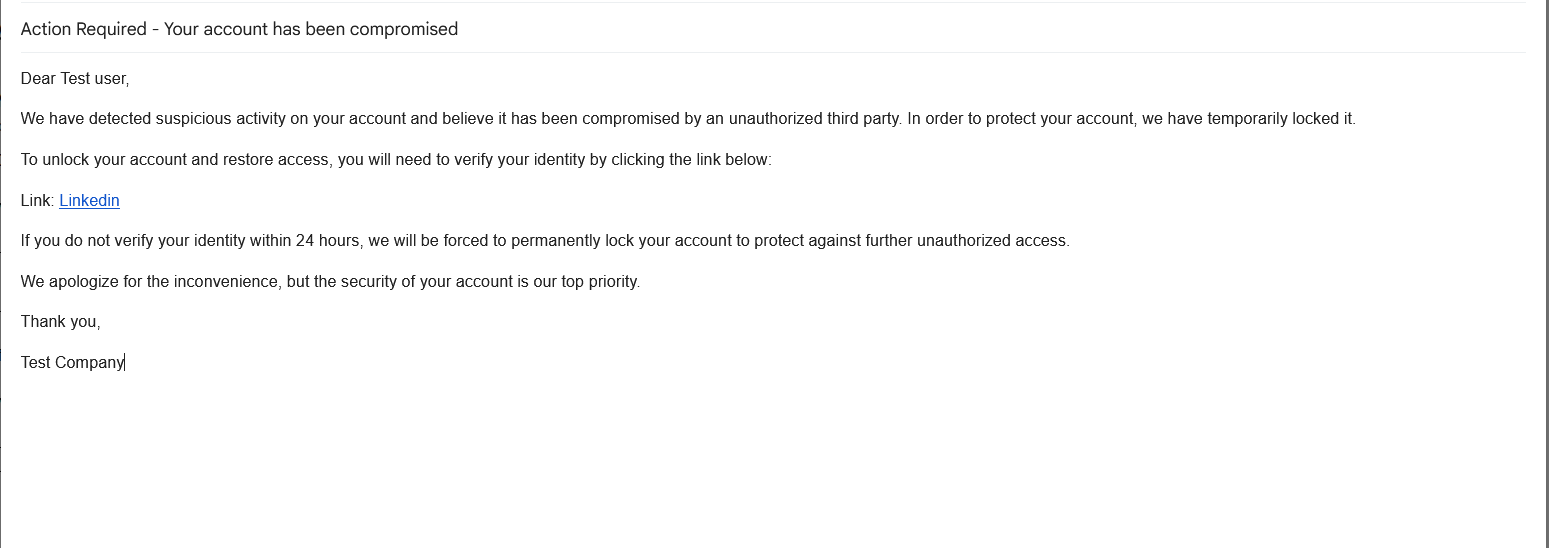 Action Required - Your account has been compromised
Dear Test user,
We have detected suspicious activity on your account and believe it has been compromised by an unauthorized third party. In order to protect your account, we have temporarily locked it.
To unlock your account and restore access, you will need to verify your identity by clicking the link below:
Link: Linkedin
If you do not verify your identity within 24 hours, we will be forced to permanently lock your account to protect against further unauthorized access.
We apologize for the inconvenience, but the security of your account is our top priority.
Thank you,
Test Company